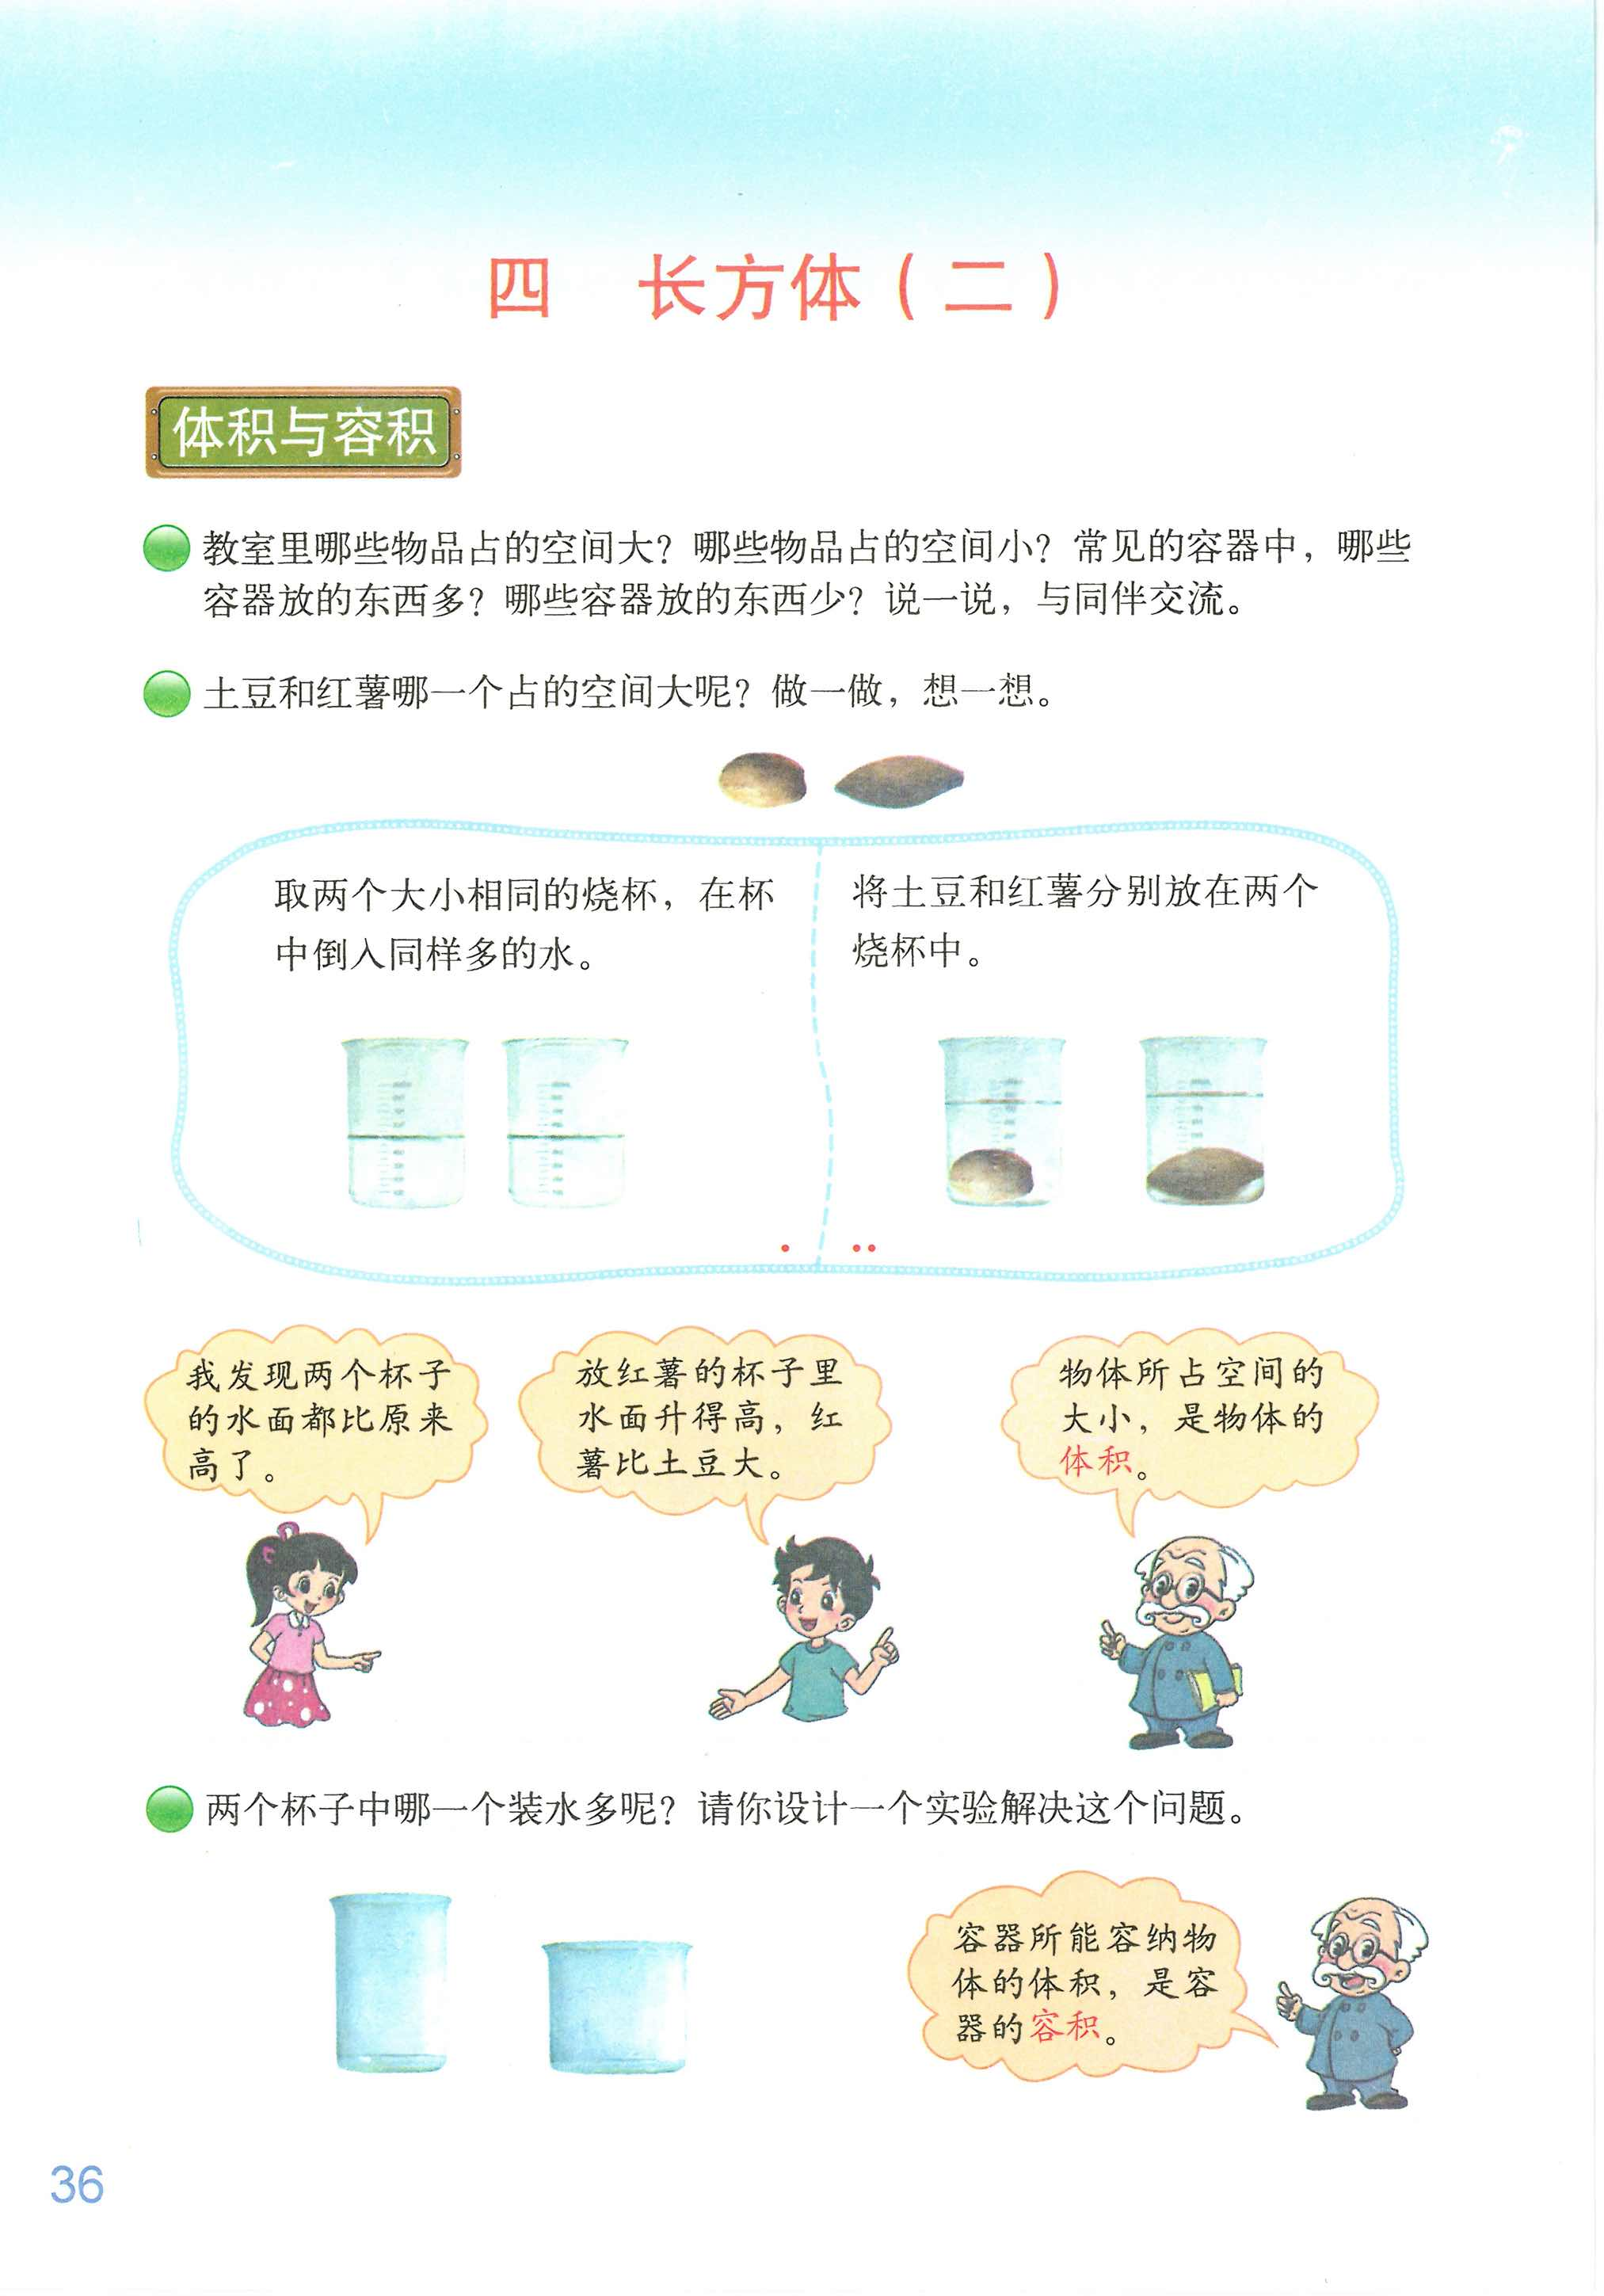 四 长方体(二)
体积与容积
教室里哪些物品占的空间大?哪些物品占的空间小?常见的容器中,哪些
容器放的东西多?哪些容器放的东西少?说一说,与同伴交流。
土豆和红薯哪一个占的空间大呢?做一做,想一想。
取两个大小相同的烧杯,在杯
中倒入同样多的水。
将土豆和红薯分别放在两个
烧杯中。
我发现两个杯子
的水面都比原来
高了。
放红薯的杯子里
水面升得高,红
薯比土豆大。
物体所占空间的
大小,是物体的
体积。
两个杯子中哪一个装水多呢?请你设计一个实验解决这个问题。
容器所能容纳物
体的体积,是容
器的容积。
36